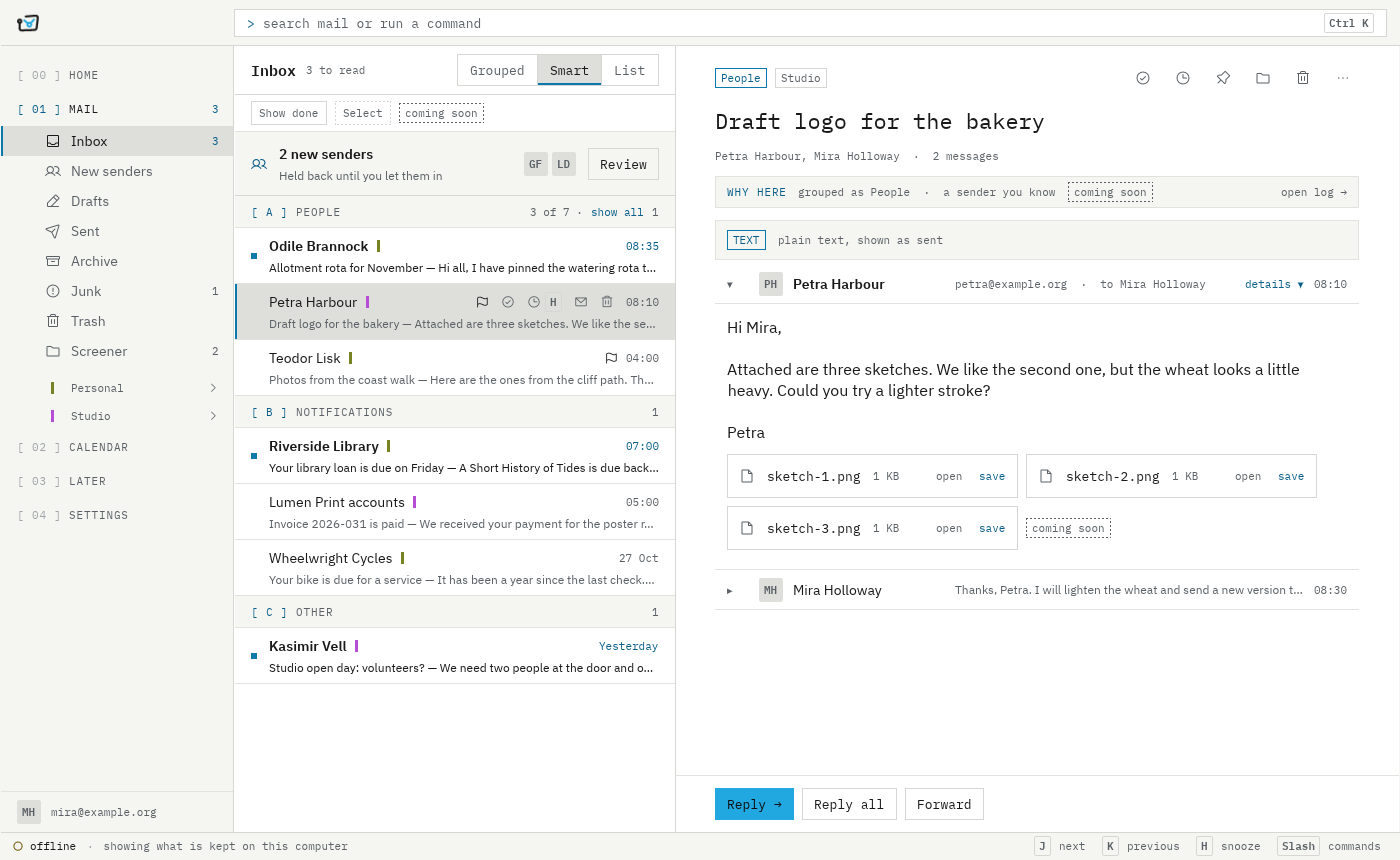 > search mail or run a command Ctrl K
[ 00 ] HOME
[ 01 ] MAIL 3
Inbox 3
New senders
Drafts
Sent
Archive
Junk 1
Trash
Screener 2
Personal
Studio
[ 02 ] CALENDAR
[ 03 ] LATER
[ 04 ] SETTINGS
MH mira@example.org
Inbox 3 to read Grouped Smart List
Show done Select coming soon
2 new senders
Held back until you let them in
GF LD Review
[ A ] PEOPLE 3 of 7 · show all 1
Odile Brannock 08:35
Allotment rota for November — Hi all, I have pinned the watering rota t…
Petra Harbour H 08:10
Draft logo for the bakery — Attached are three sketches. We like the se…
Teodor Lisk 04:00
Photos from the coast walk — Here are the ones from the cliff path. Th…
[ B ] NOTIFICATIONS 1
Riverside Library 07:00
Your library loan is due on Friday — A Short History of Tides is due back…
Lumen Print accounts 05:00
Invoice 2026-031 is paid — We received your payment for the poster r…
Wheelwright Cycles 27 Oct
Your bike is due for a service — It has been a year since the last check.…
[ C ] OTHER 1
Kasimir Vell Yesterday
Studio open day: volunteers? — We need two people at the door and o…
People Studio
Draft logo for the bakery
Petra Harbour, Mira Holloway · 2 messages
WHY HERE grouped as People · a sender you know coming soon open log →
TEXT plain text, shown as sent
▾ PH Petra Harbour petra@example.org · to Mira Holloway details ▾ 08:10
Hi Mira,
Attached are three sketches. We like the second one, but the wheat looks a little
heavy. Could you try a lighter stroke?
Petra
sketch-1.png 1 KB open save
sketch-2.png 1 KB open save
sketch-3.png 1 KB open save
coming soon
▸ MH Mira Holloway Thanks, Petra. I will lighten the wheat and send a new version t… 08:30
Reply → Reply all Forward
offline · showing what is kept on this computer
J next K previous H snooze Slash commands